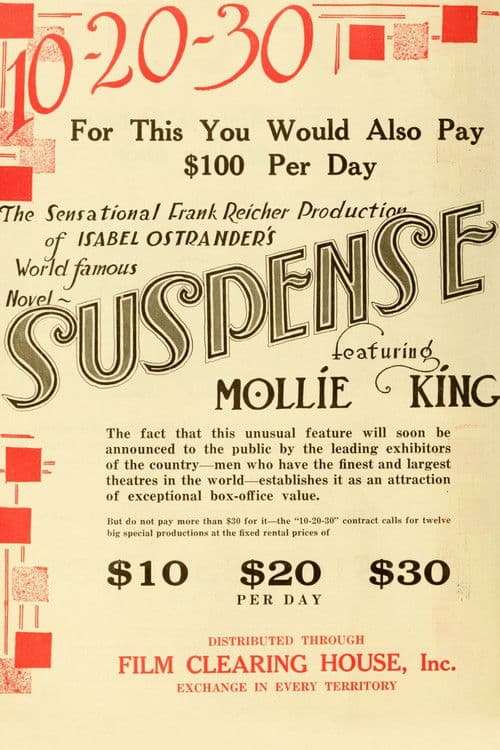 10-20-30
For This You Would Also Pay
$100 Per Day
The Sensational Frank Reicher Production
of ISABEL OSTRANDER'S
World famous
Novel ~
SUSPENSE
featuring
MOLLIE KING
The fact that this unusual feature will soon be
announced to the public by the leading exhibitors
of the country—men who have the finest and largest
theatres in the world—establishes it as an attraction
of exceptional box-office value.
But do not pay more than $30 for it—the "10-20-30" contract calls for twelve
big special productions at the fixed rental prices of
$10 $20 $30
PER DAY
DISTRIBUTED THROUGH
FILM CLEARING HOUSE, Inc.
EXCHANGE IN EVERY TERRITORY